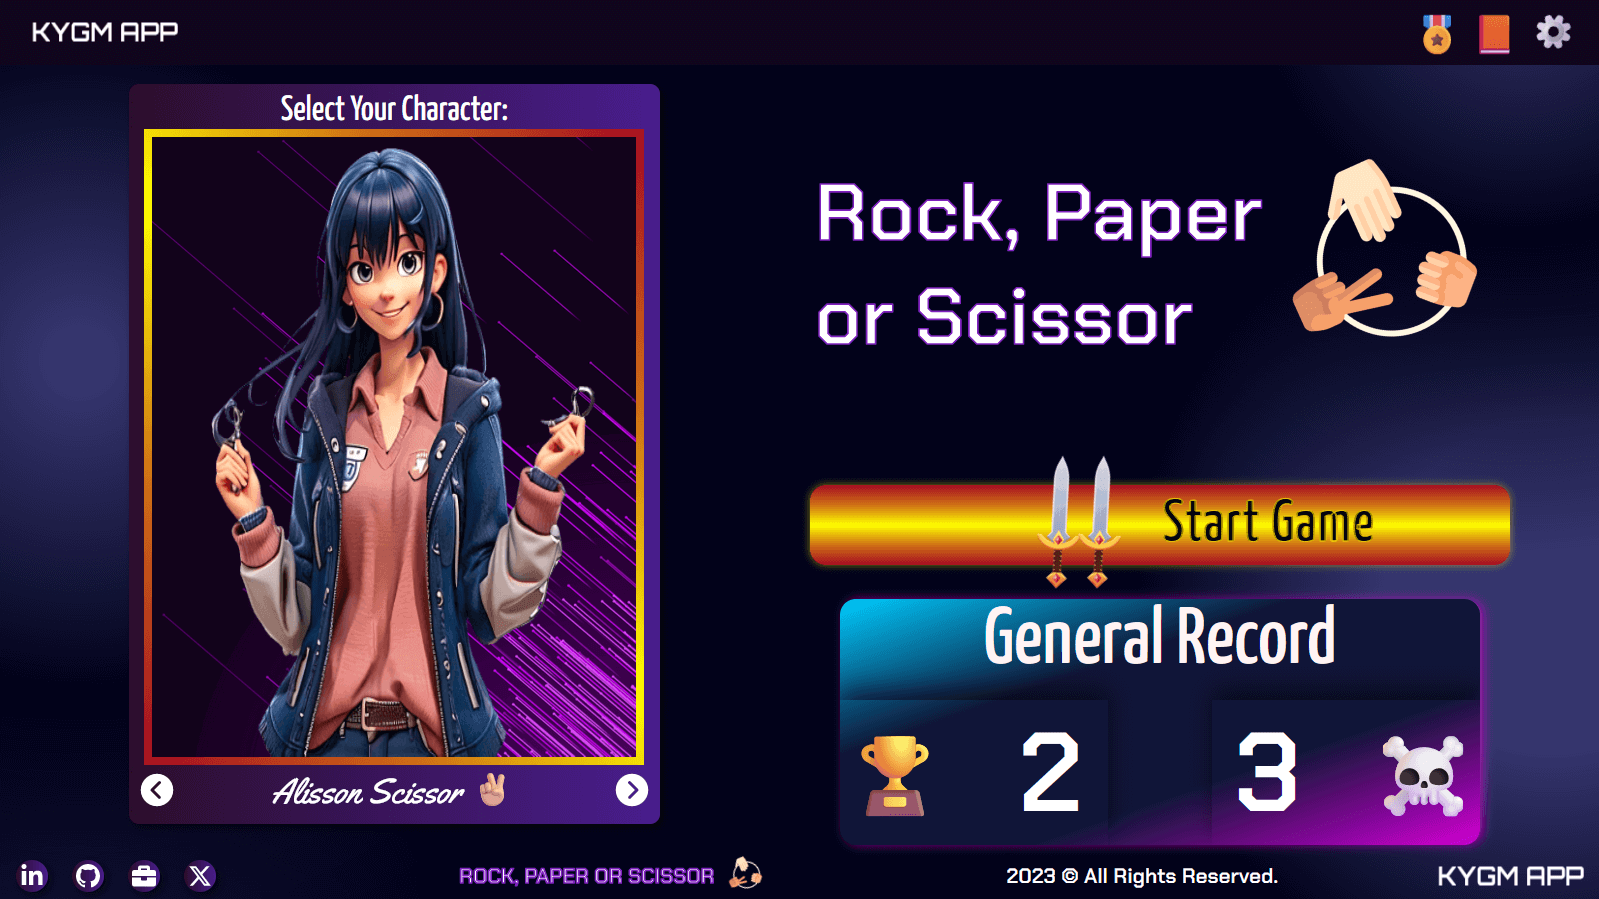 KYGM APP
Select Your Character:
Rock, Paper
or Scissor
Start Game
General Record
2
3
Alisson Scissor
in
X
ROCK, PAPER OR SCISSOR
2023 © All Rights Reserved.
KYGM APP